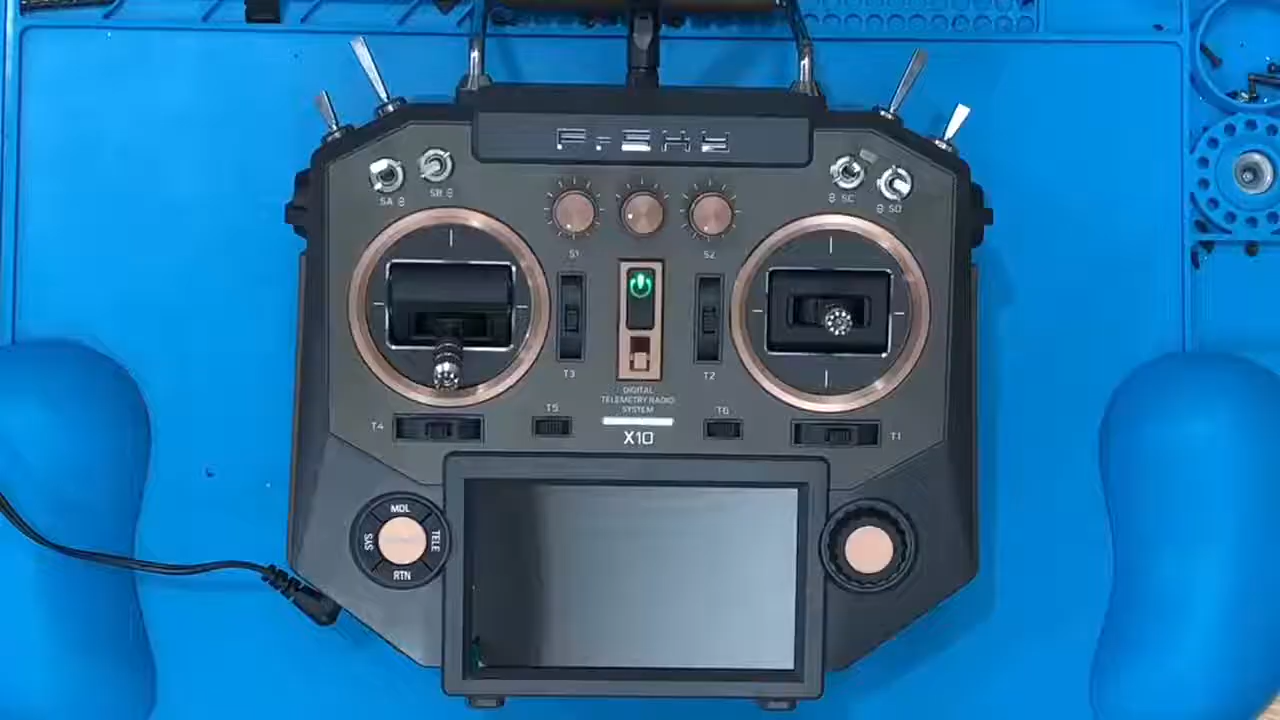 FrSKY
SA
SB
SC
SD
S1
S2
T3
T2
DIGITAL
TELEMETRY RADIO
SYSTEM
X10
T4
T5
T6
T1
MDL
SYS
TELE
RTN